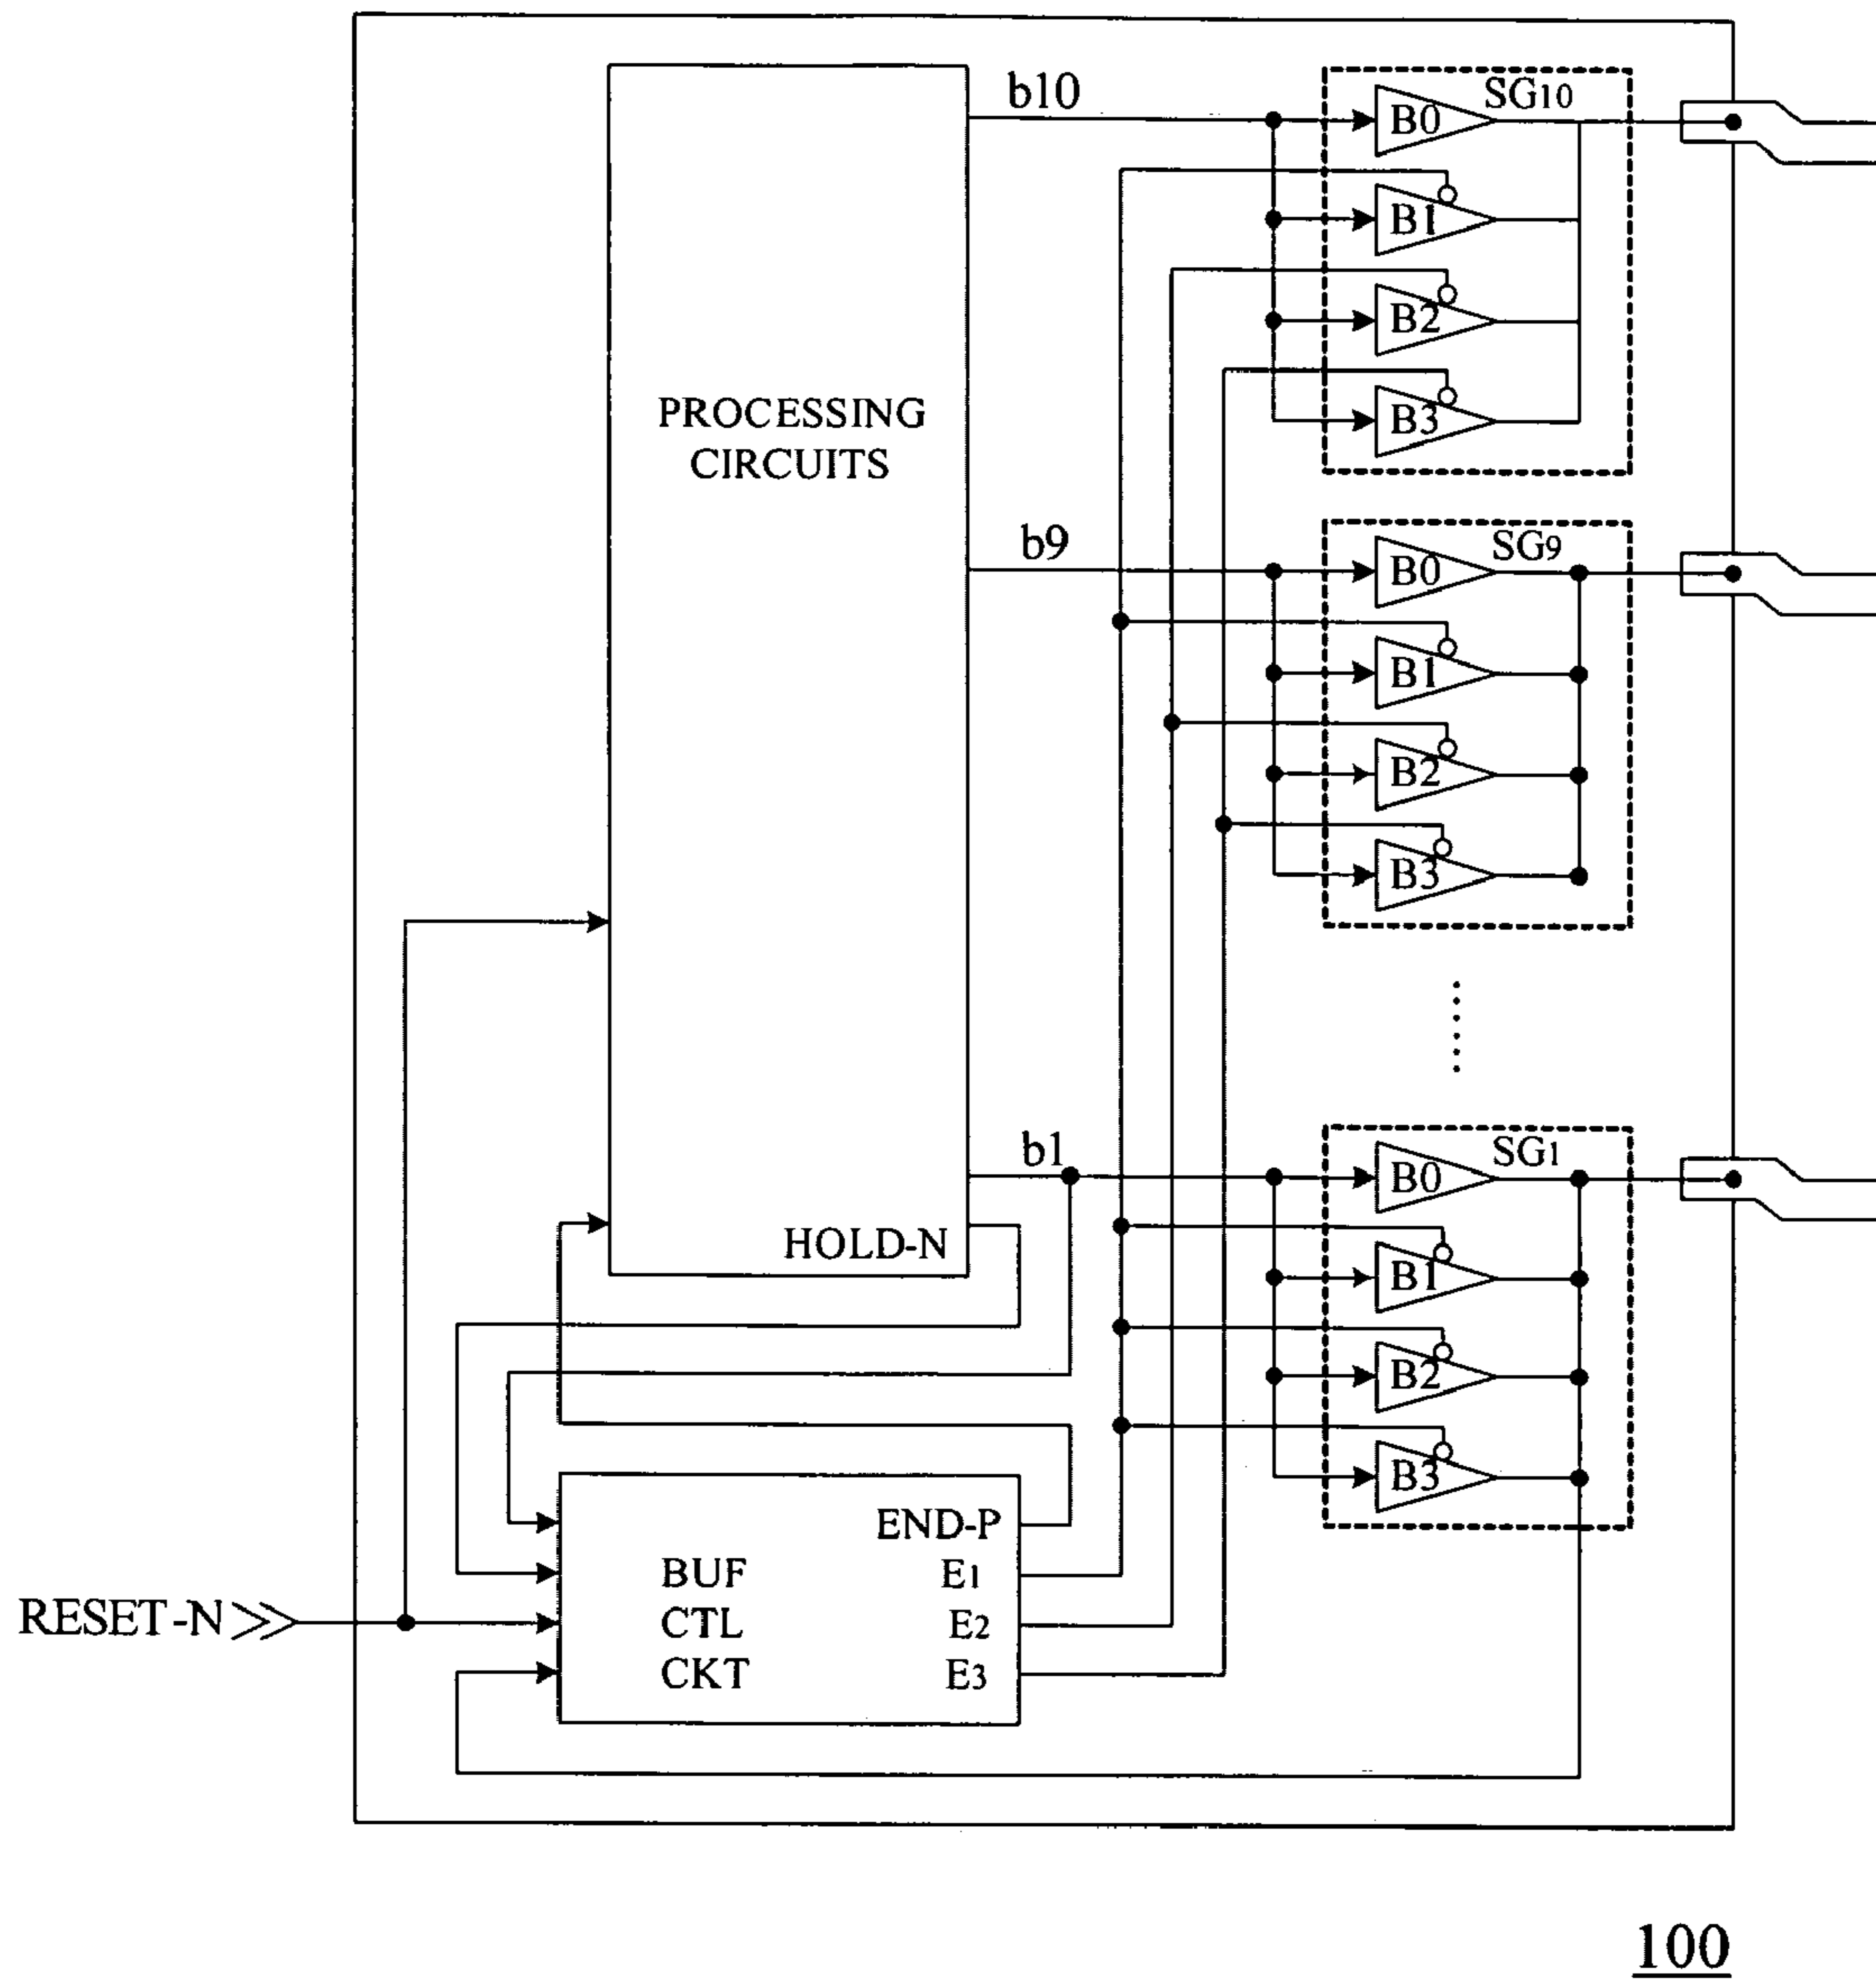 b10
SG10
B0
B1
B2
B3
PROCESSING
CIRCUITS
b9
SG9
B0
B1
B2
B3
b1
SG1
B0
B1
B2
B3
HOLD-N
END-P
BUF
E1
RESET-N
CTL
E2
CKT
E3
100